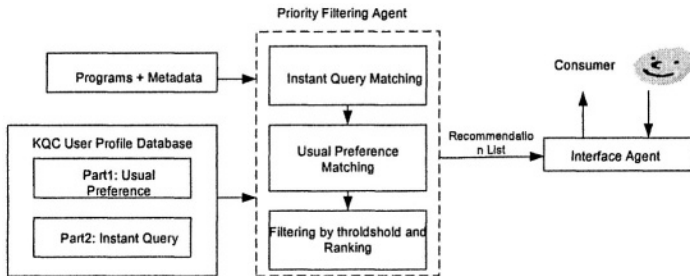 Priority Filtering Agent
Programs + Metadata
Instant Query Matching
Consumer
KQC User Profile Database
Part1: Usual
Preference
Part2: Instant Query
Usual Preference
Matching
Recommendatio
n List
Interface Agent
Filtering by throldshold and
Ranking